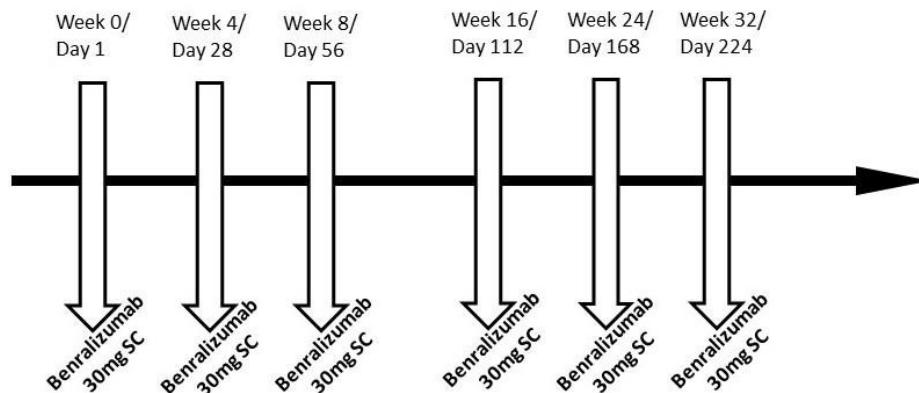 Week 0/
Day 1
Week 4/
Day 28
Week 8/
Day 56
Week 16/
Day 112
Week 24/
Day 168
Week 32/
Day 224
Benralizumab
30mg SC
Benralizumab
30mg SC
Benralizumab
30mg SC
Benralizumab
30mg SC
Benralizumab
30mg SC
Benralizumab
30mg SC